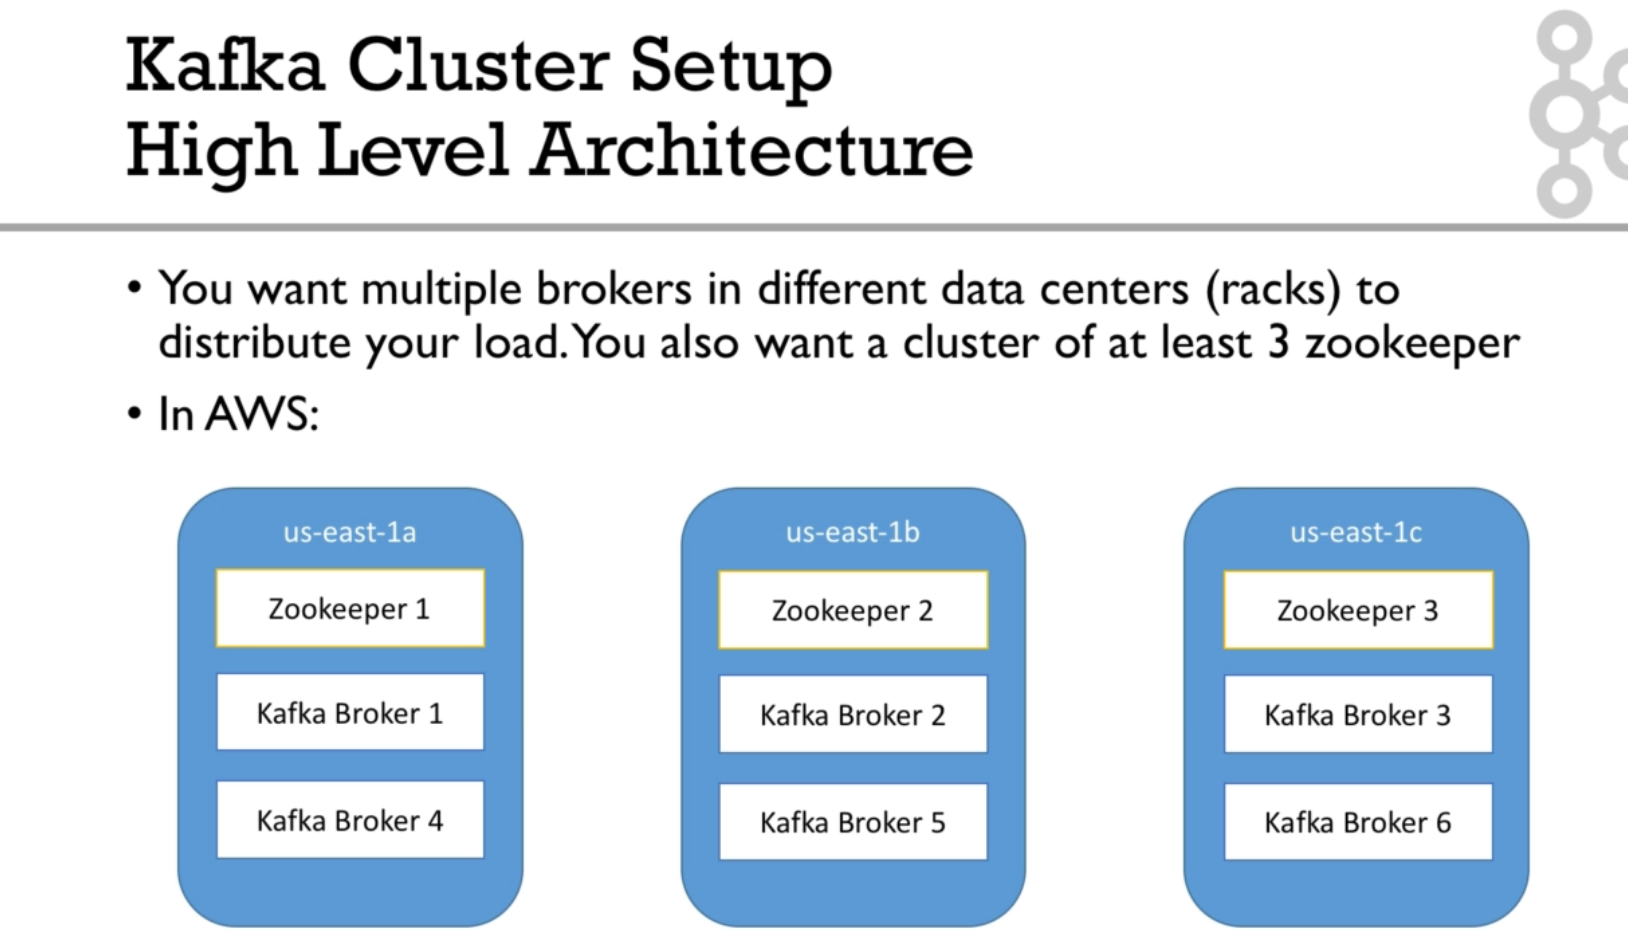 Kafka Cluster Setup
High Level Architecture
• You want multiple brokers in different data centers (racks) to
distribute your load. You also want a cluster of at least 3 zookeeper
• In AWS:
us-east-1a
Zookeeper 1
Kafka Broker 1
Kafka Broker 4
us-east-1b
Zookeeper 2
Kafka Broker 2
Kafka Broker 5
us-east-1c
Zookeeper 3
Kafka Broker 3
Kafka Broker 6